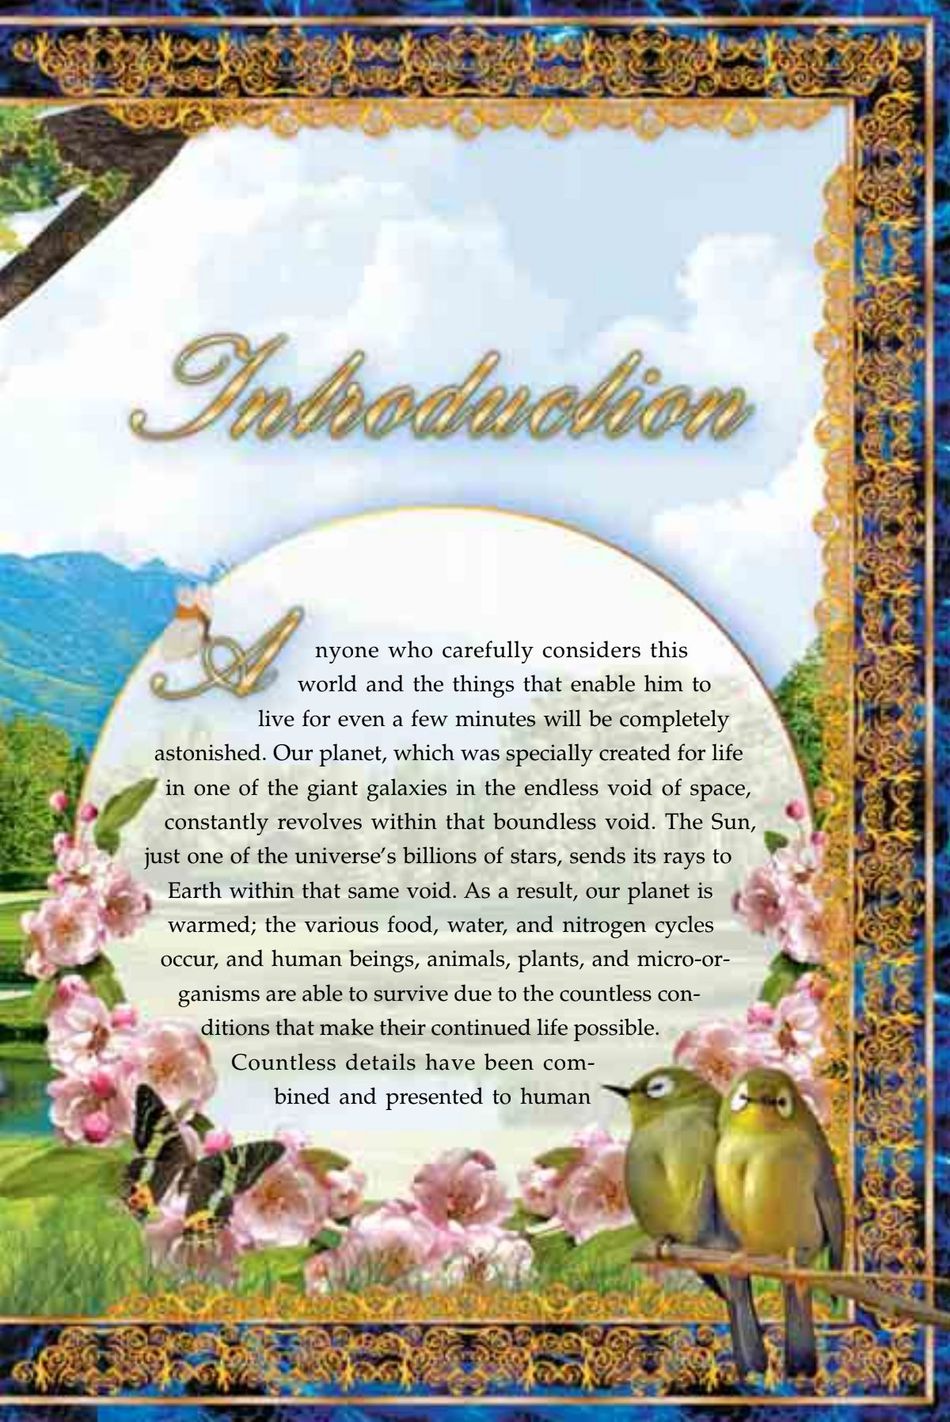 Introduction
Anyone who carefully considers this
world and the things that enable him to
live for even a few minutes will be completely
astonished. Our planet, which was specially created for life
in one of the giant galaxies in the endless void of space,
constantly revolves within that boundless void. The Sun,
just one of the universe’s billions of stars, sends its rays to
Earth within that same void. As a result, our planet is
warmed; the various food, water, and nitrogen cycles
occur, and human beings, animals, plants, and micro-or-
ganisms are able to survive due to the countless con-
ditions that make their continued life possible.
Countless details have been com-
bined and presented to human